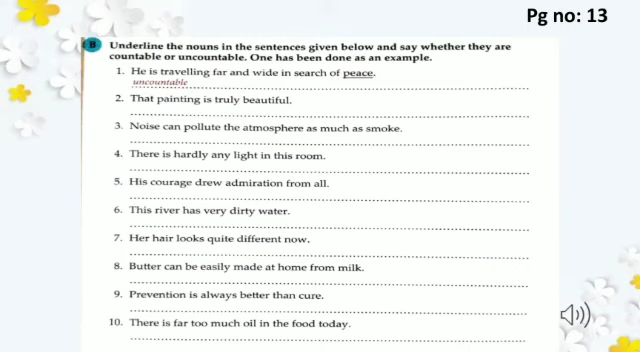 Pg no: 13
B Underline the nouns in the sentences given below and say whether they are
countable or uncountable. One has been done as an example.
1. He is travelling far and wide in search of peace.
uncountable
2. That painting is truly beautiful.
3. Noise can pollute the atmosphere as much as smoke.
4. There is hardly any light in this room.
5. His courage drew admiration from all.
6. This river has very dirty water.
7. Her hair looks quite different now.
8. Butter can be easily made at home from milk.
9. Prevention is always better than cure.
10. There is far too much oil in the food today.